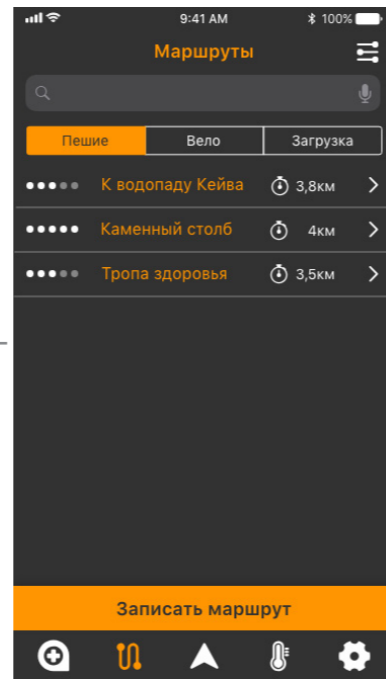 9:41 AM 100%
Маршруты
Пешие Вело Загрузка
К водопаду Кейва 3,8км
Каменный столб 4км
Тропа здоровья 3,5км
Записать маршрут